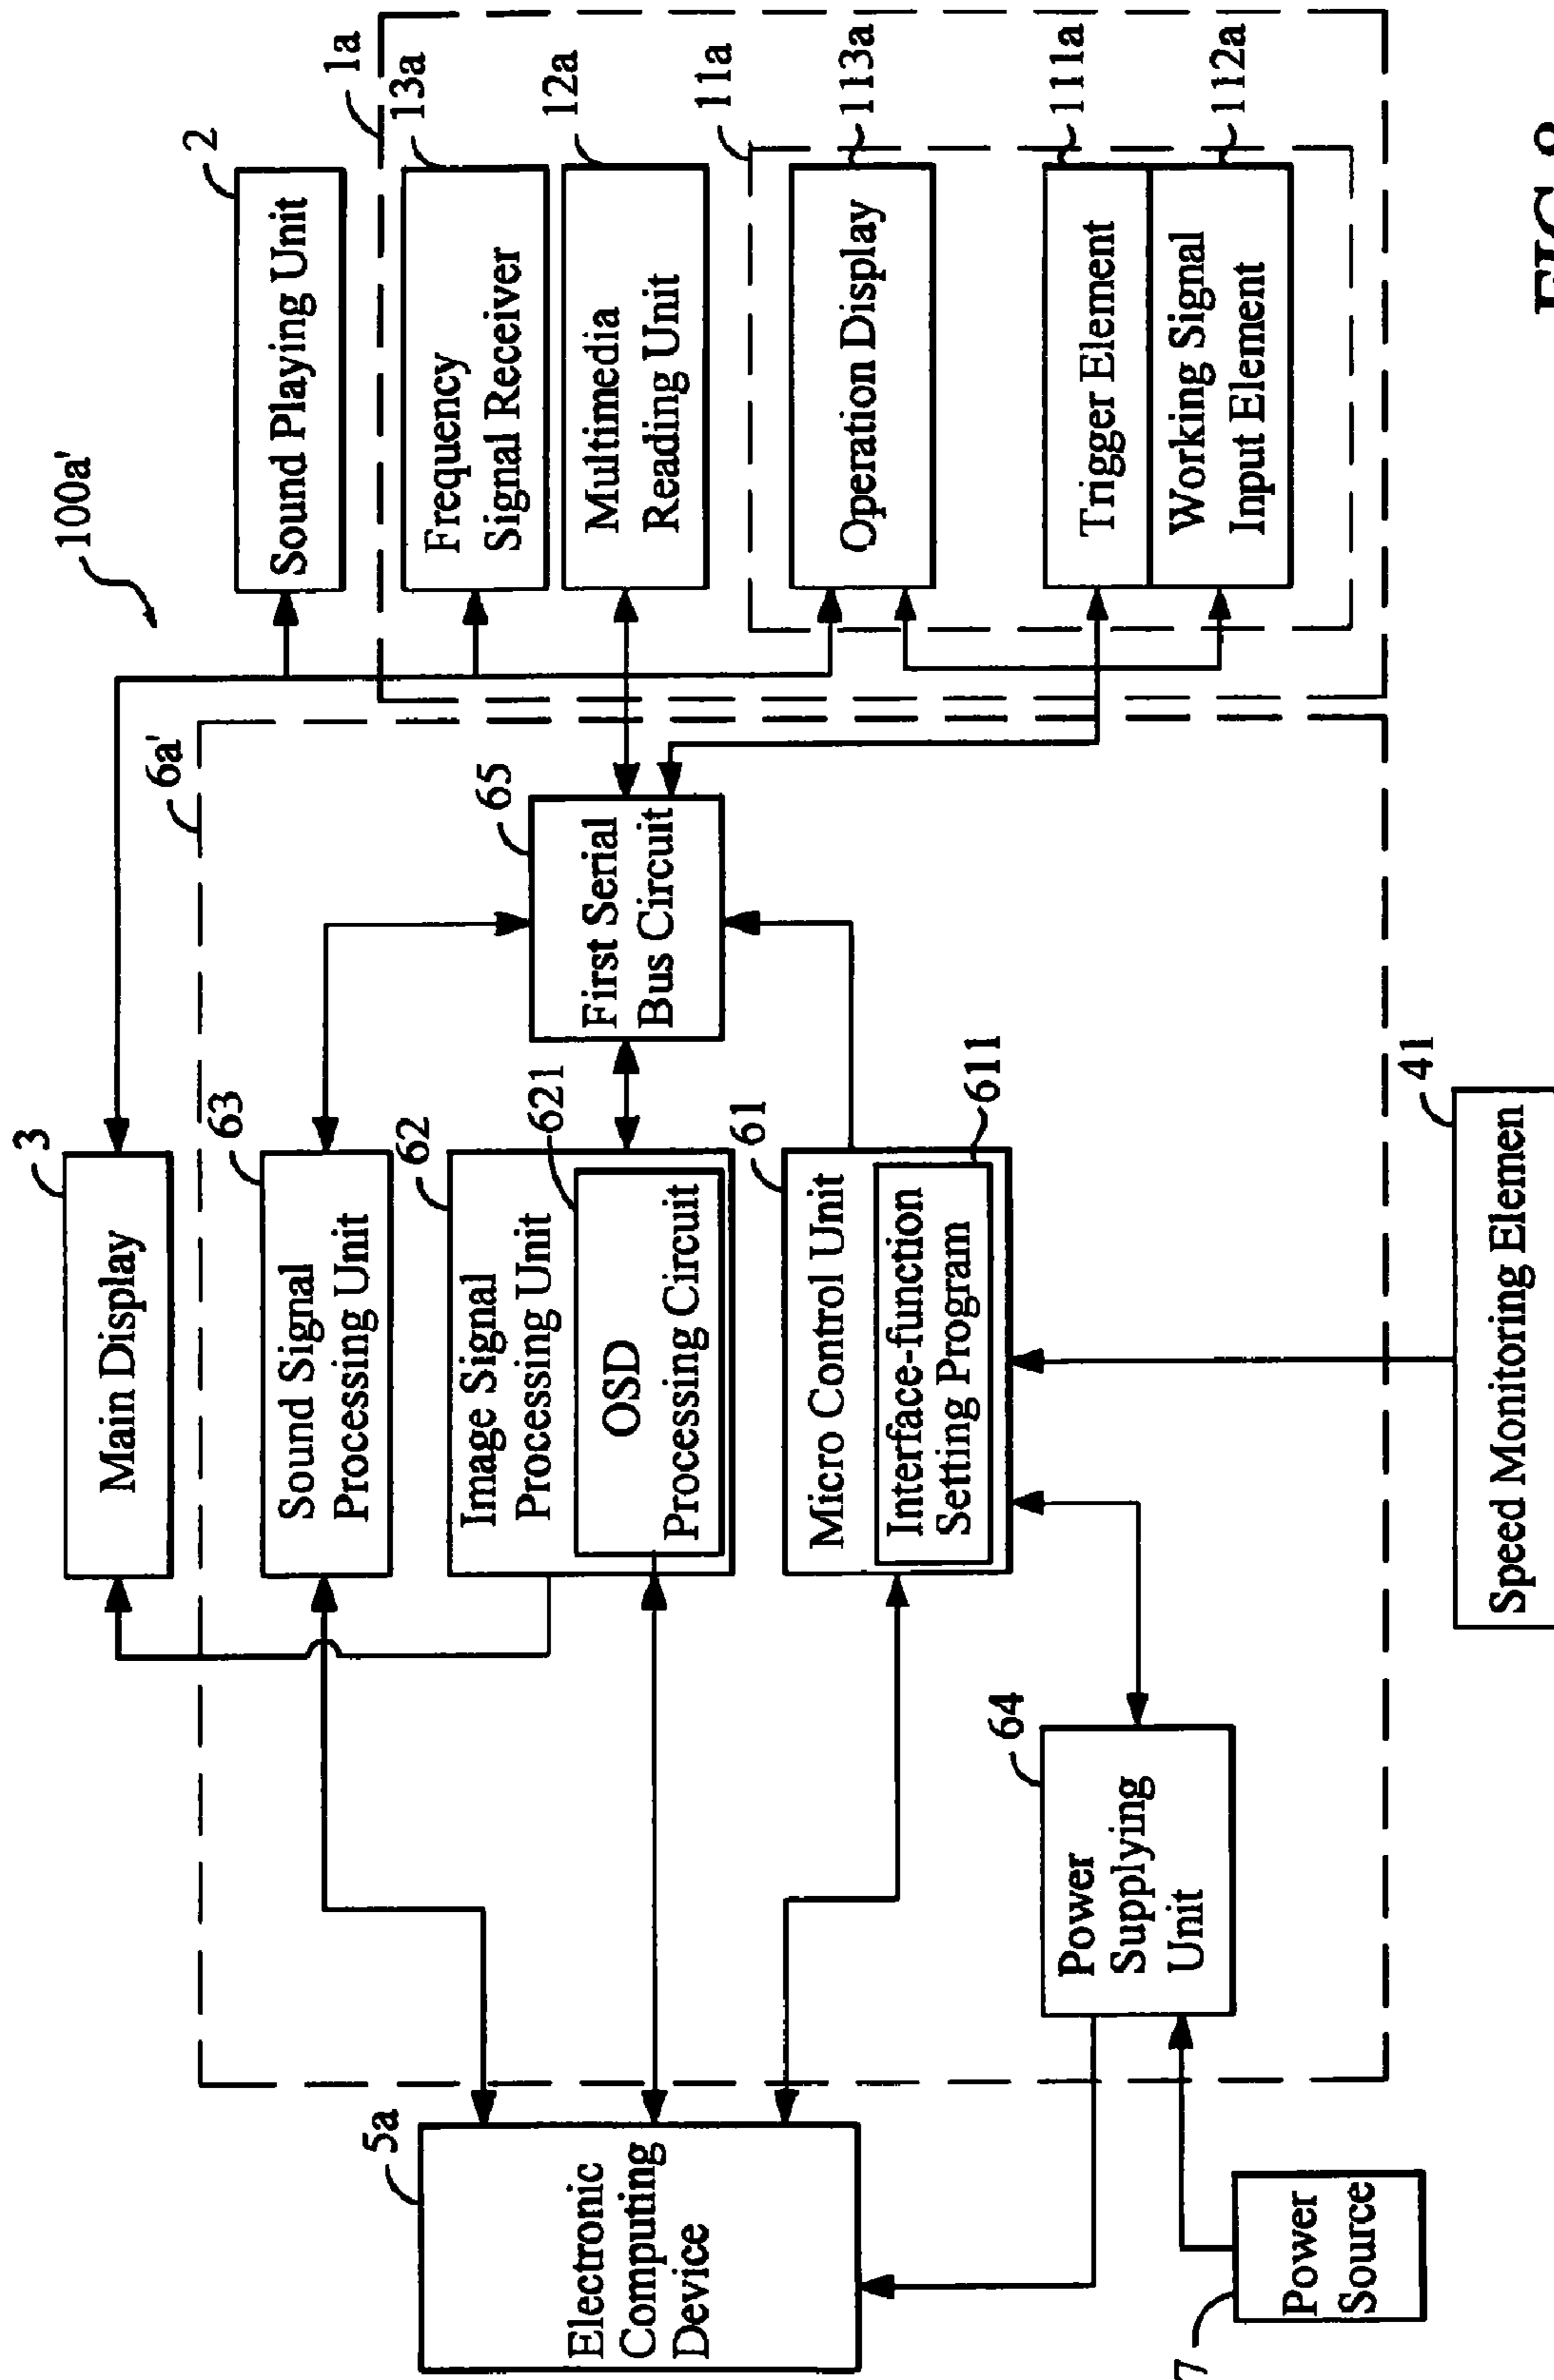 100a'
3
Main Display
2
Sound Playing Unit
1a
6a'
63
Sound Signal
Processing Unit
13a
Frequency
Signal Receiver
5a
Electronic
Computing
Device
62
Image Signal
Processing Unit
621
OSD
Processing Circuit
65
First Serial
Bus Circuit
12a
Multimedia
Reading Unit
11a
61
Micro Control Unit
611
Interface-function
Setting Program
113a
Operation Display
64
Power
Supplying
Unit
111a
Trigger Element
112a
Working Signal
Input Element
7
Power
Source
41
Speed Monitoring Elemen